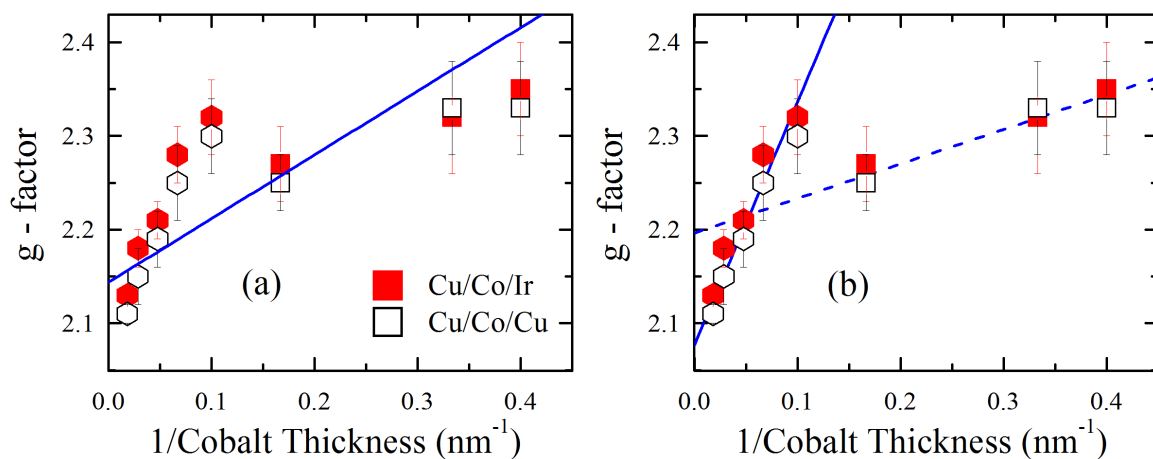 2.4
2.3
2.2
2.1
g - factor
(a)
Cu/Co/Ir
Cu/Co/Cu
0.0 0.1 0.2 0.3 0.4
1/Cobalt Thickness (nm⁻¹)
2.4
2.3
2.2
2.1
g - factor
(b)
0.0 0.1 0.2 0.3 0.4
1/Cobalt Thickness (nm⁻¹)